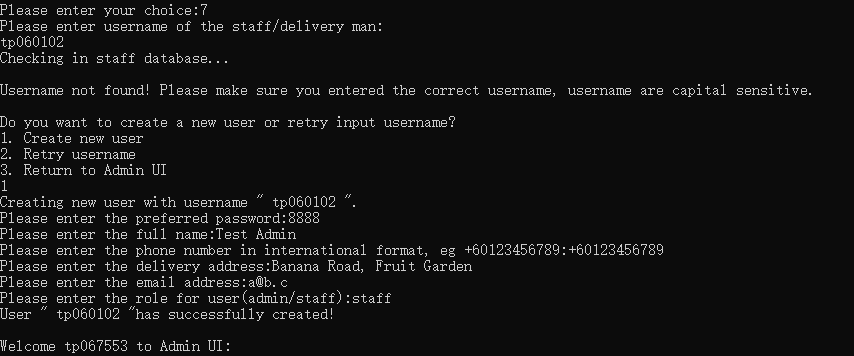 Please enter your choice:7
Please enter username of the staff/delivery man:
tp060102
Checking in staff database...
Username not found! Please make sure you entered the correct username, username are capital sensitive.
Do you want to create a new user or retry input username?
1. Create new user
2. Retry username
3. Return to Admin UI
1
Creating new user with username " tp060102 ".
Please enter the preferred password:8888
Please enter the full name:Test Admin
Please enter the phone number in international format, eg +60123456789:+60123456789
Please enter the delivery address:Banana Road, Fruit Garden
Please enter the email address:a@b.c
Please enter the role for user(admin/staff):staff
User " tp060102 "has successfully created!
Welcome tp067553 to Admin UI: